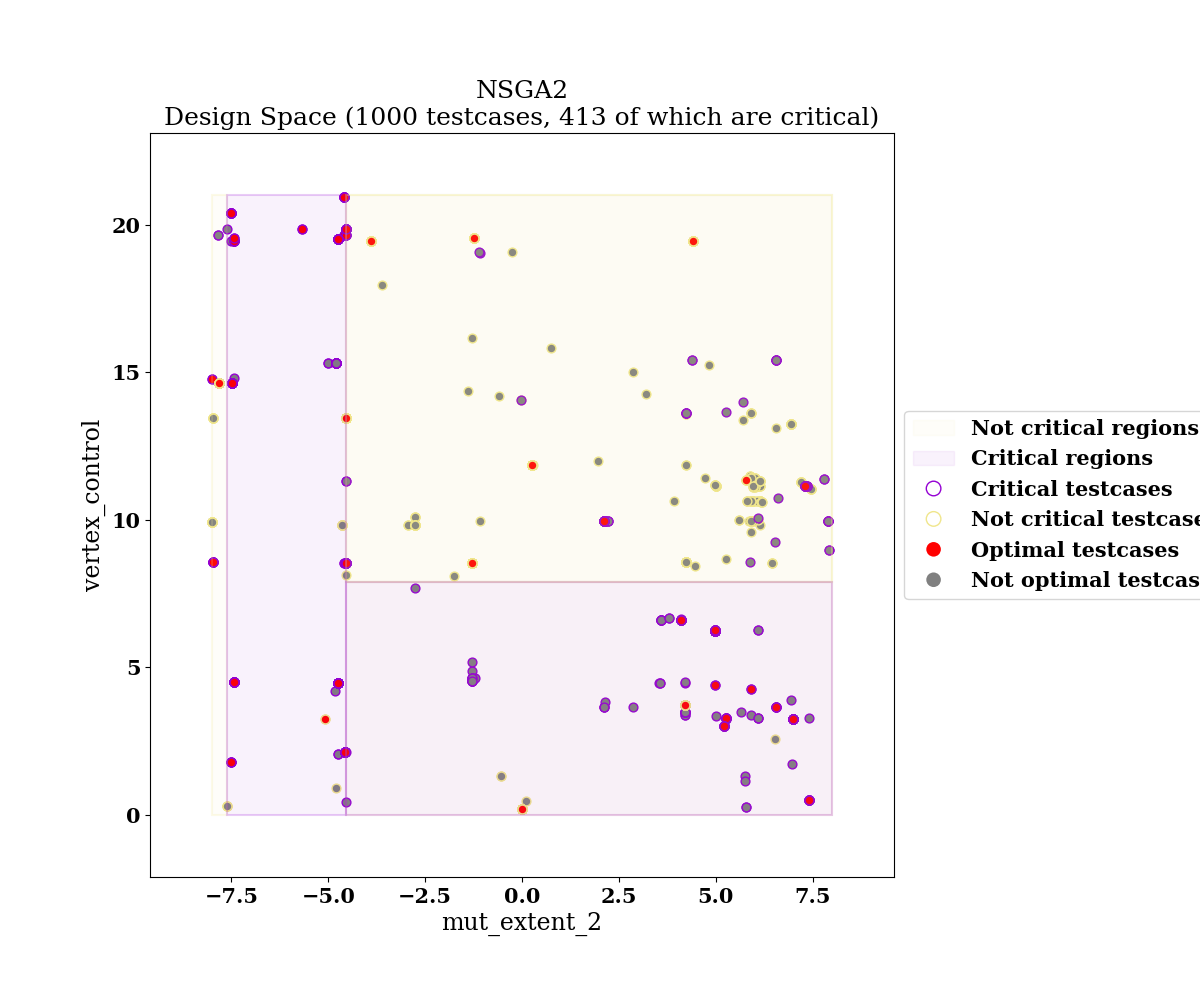 NSGA2
Design Space (1000 testcases, 413 of which are critical)
vertex_control
20
15
10
5
0
−7.5 −5.0 −2.5 0.0 2.5 5.0 7.5
mut_extent_2
Not critical regions
Critical regions
Critical testcases
Not critical testcase
Optimal testcases
Not optimal testcas